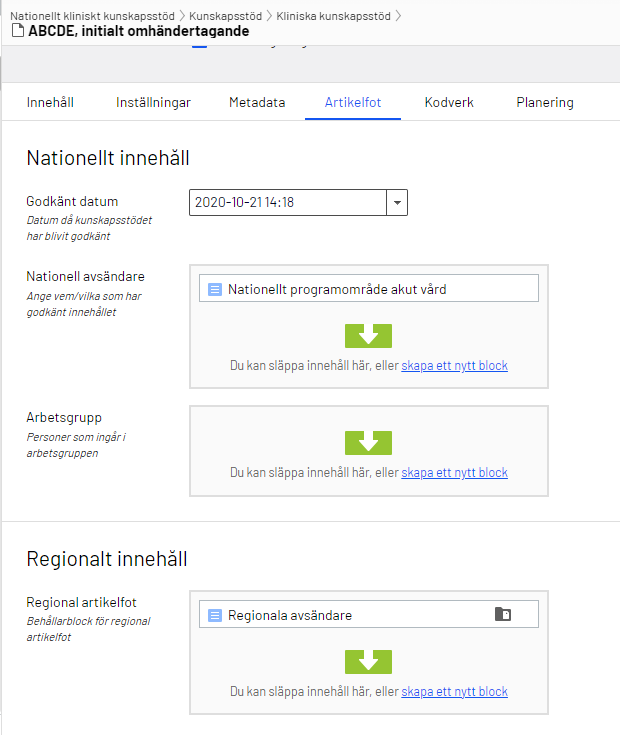 Nationellt kliniskt kunskapsstöd > Kunskapsstöd > Kliniska kunskapsstöd >
ABCDE, initialt omhändertagande
Innehåll Inställningar Metadata Artikelfot Kodverk Planering
Nationellt innehåll
Godkänt datum
2020-10-21 14:18
Datum då kunskapsstödet
har blivit godkänt
Nationell avsändare
Ange vem/vilka som har
godkänt innehållet
Nationellt programområde akut vård
Du kan släppa innehåll här, eller skapa ett nytt block
Arbetsgrupp
Personer som ingår i
arbetsgruppen
Du kan släppa innehåll här, eller skapa ett nytt block
Regionalt innehåll
Regional artikelfot
Behållarblock för regional
artikelfot
Regionala avsändare
Du kan släppa innehåll här, eller skapa ett nytt block